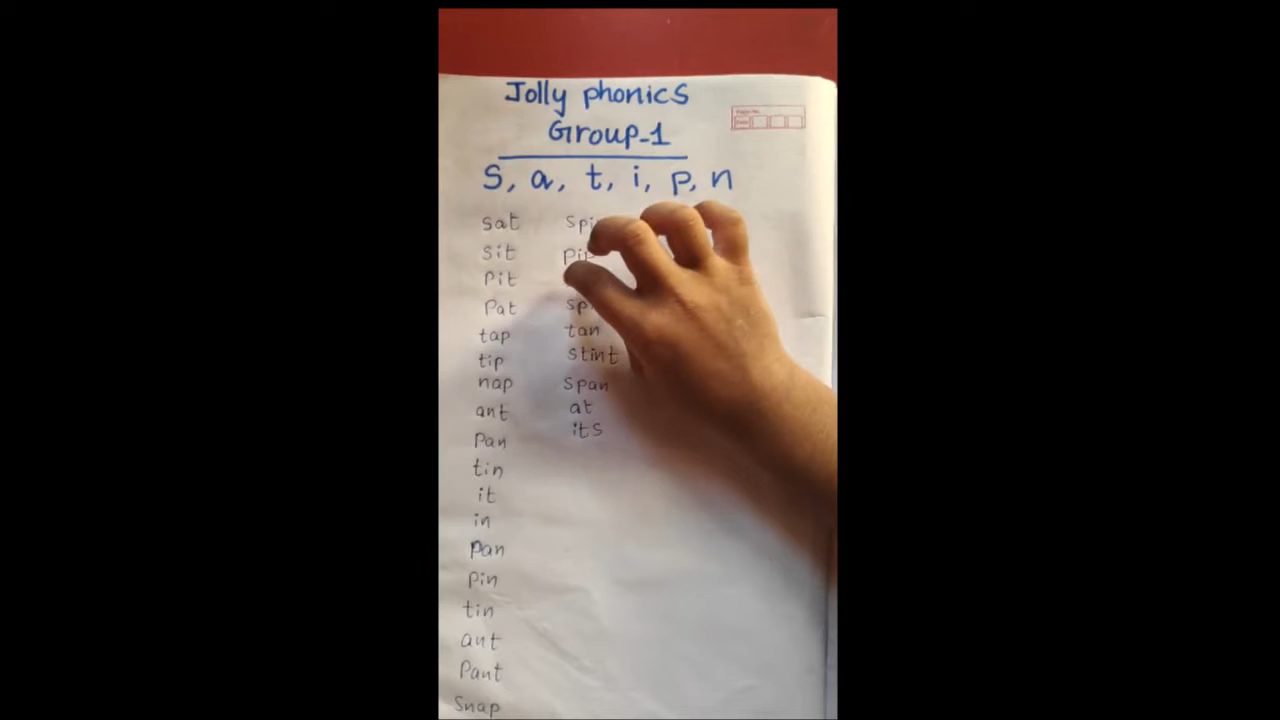 Jolly phonics
Group-1
S, a, t, i, p, n
sat
sit
Pit
Pat
tap
tip
nap
ant
Pan
tin
it
in
pan
pin
tin
ant
Pant
Snap
tan
stint
span
at
its